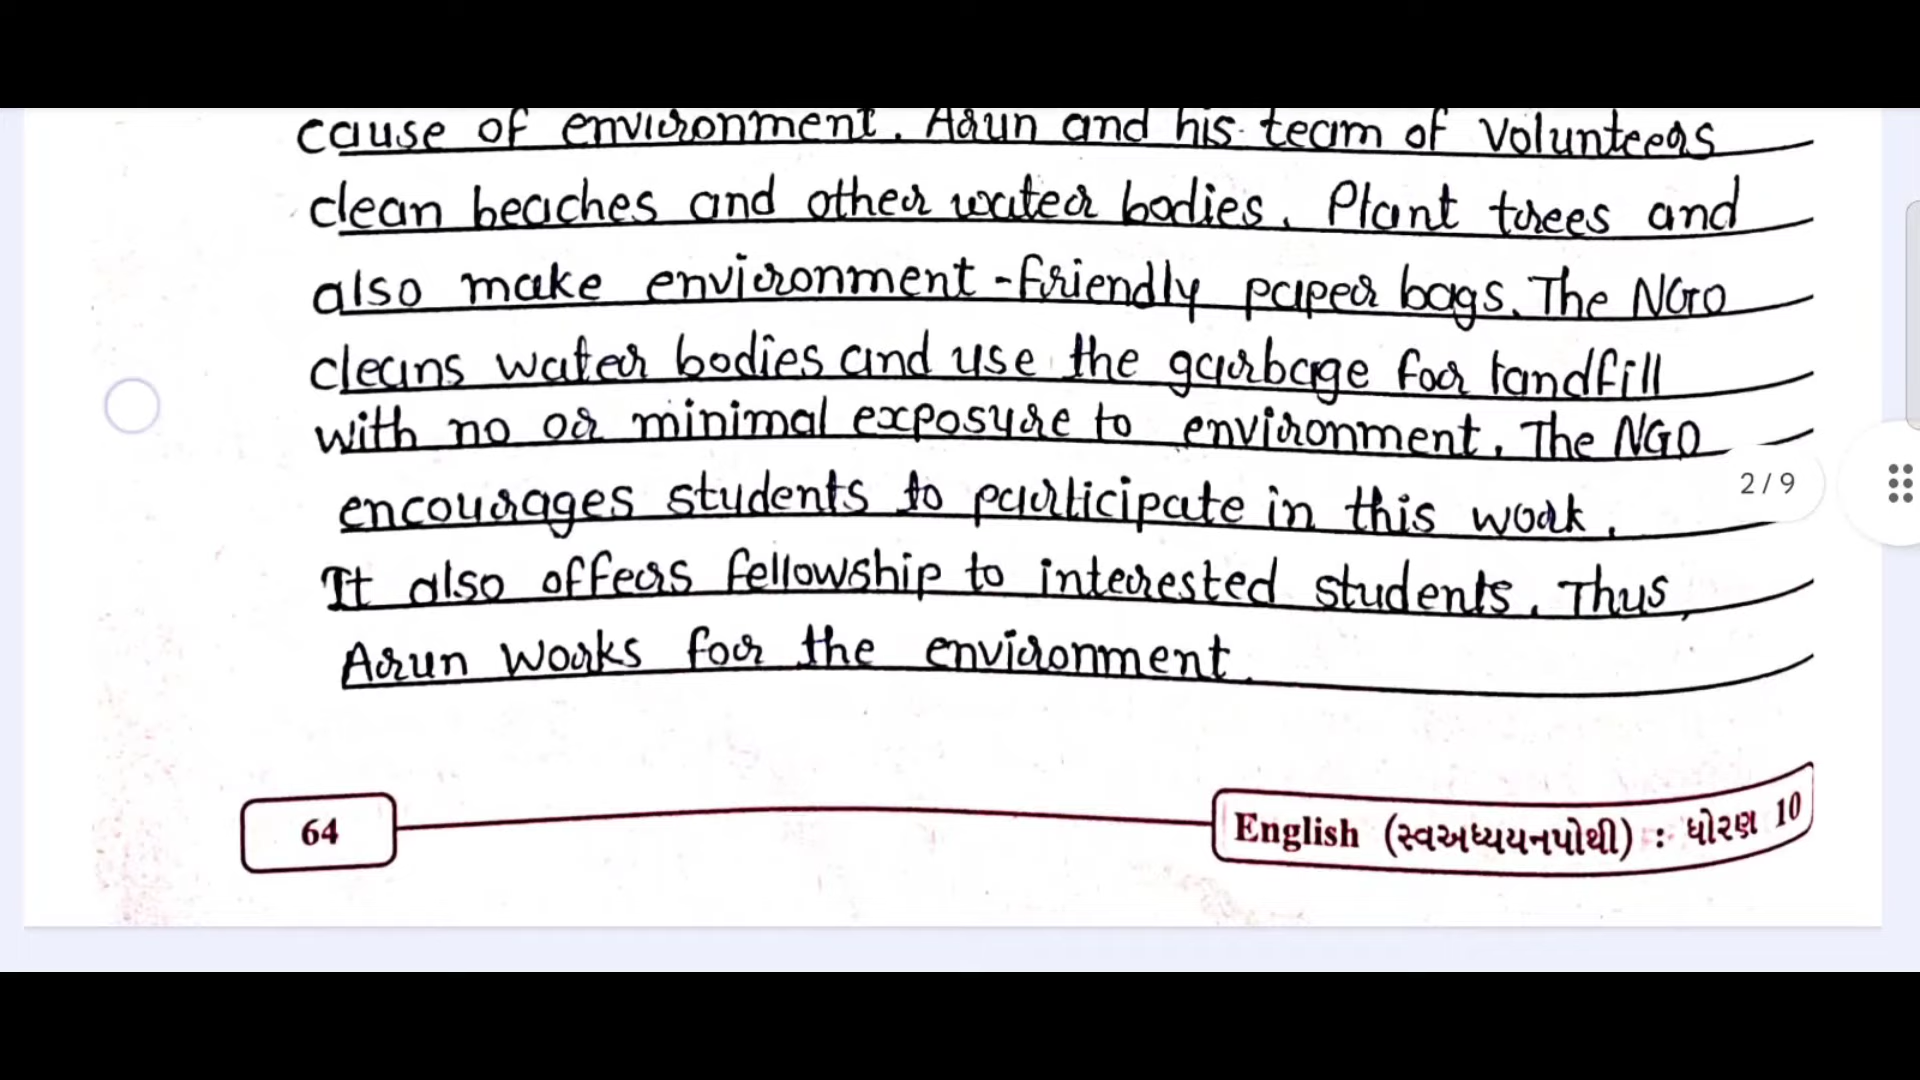 cause of environment. Arun and his team of Volunteers
clean beaches and other water bodies. Plant trees and
also make environment-friendly paper bags. The NGO
cleans water bodies and use the garbage for landfill
with no or minimal exposure to environment. The NGO
2/9
encourages students to participate in this work.
It also offers fellowship to interested students. Thus,
Arun works for the environment.
64
English (સ્વઅધ્યયનપોથી) : ધોરણ 10